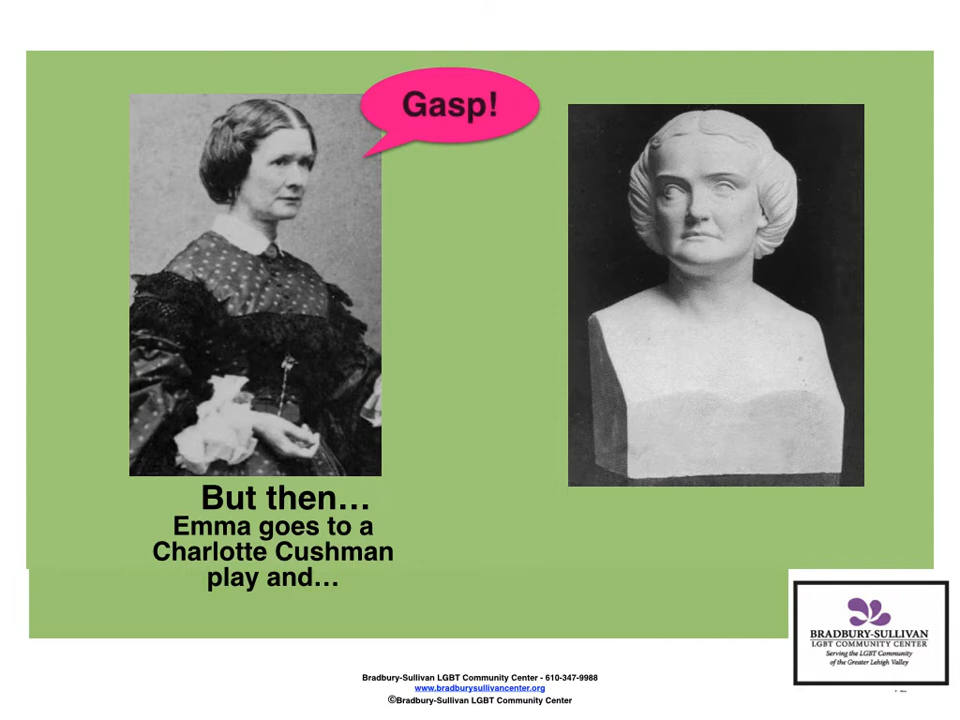 Gasp!
But then…
Emma goes to a
Charlotte Cushman
play and…
BRADBURY-SULLIVAN
LGBT COMMUNITY CENTER
Serving the LGBT Community
of the Greater Lehigh Valley
Bradbury-Sullivan LGBT Community Center - 610-347-9988
www.bradburysullivancenter.org
©Bradbury-Sullivan LGBT Community Center